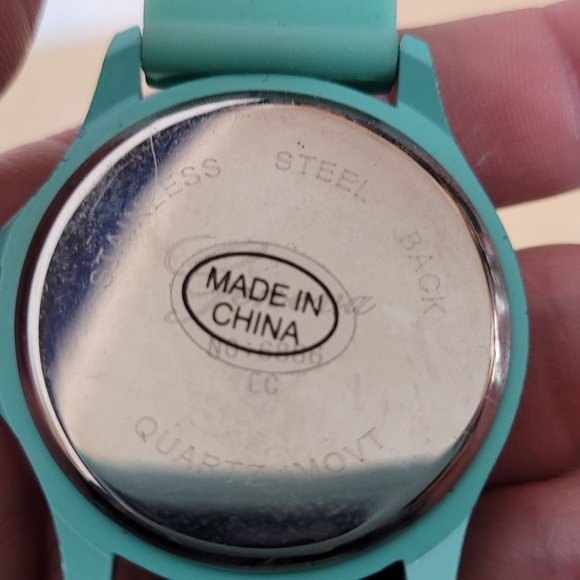 STAINLESS STEEL BACK
MADE IN
CHINA
LC
QUARTZ MOVT